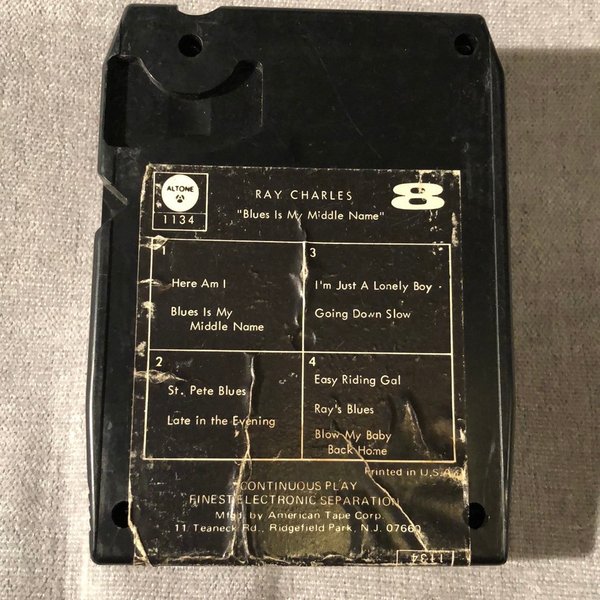 ALTONE
A
1134
RAY CHARLES
8
"Blues Is My Middle Name"
1
Here Am I
Blues Is My
Middle Name
3
I'm Just A Lonely Boy
Going Down Slow
2
St. Pete Blues
Late in the Evening
4
Easy Riding Gal
Ray's Blues
Blow My Baby
Back Home
Printed in U.S.A.
CONTINUOUS PLAY
FINEST ELECTRONIC SEPARATION
Mfg. by American Tape Corp.
11 Teaneck Rd., Ridgefield Park, N.J. 07660
1134